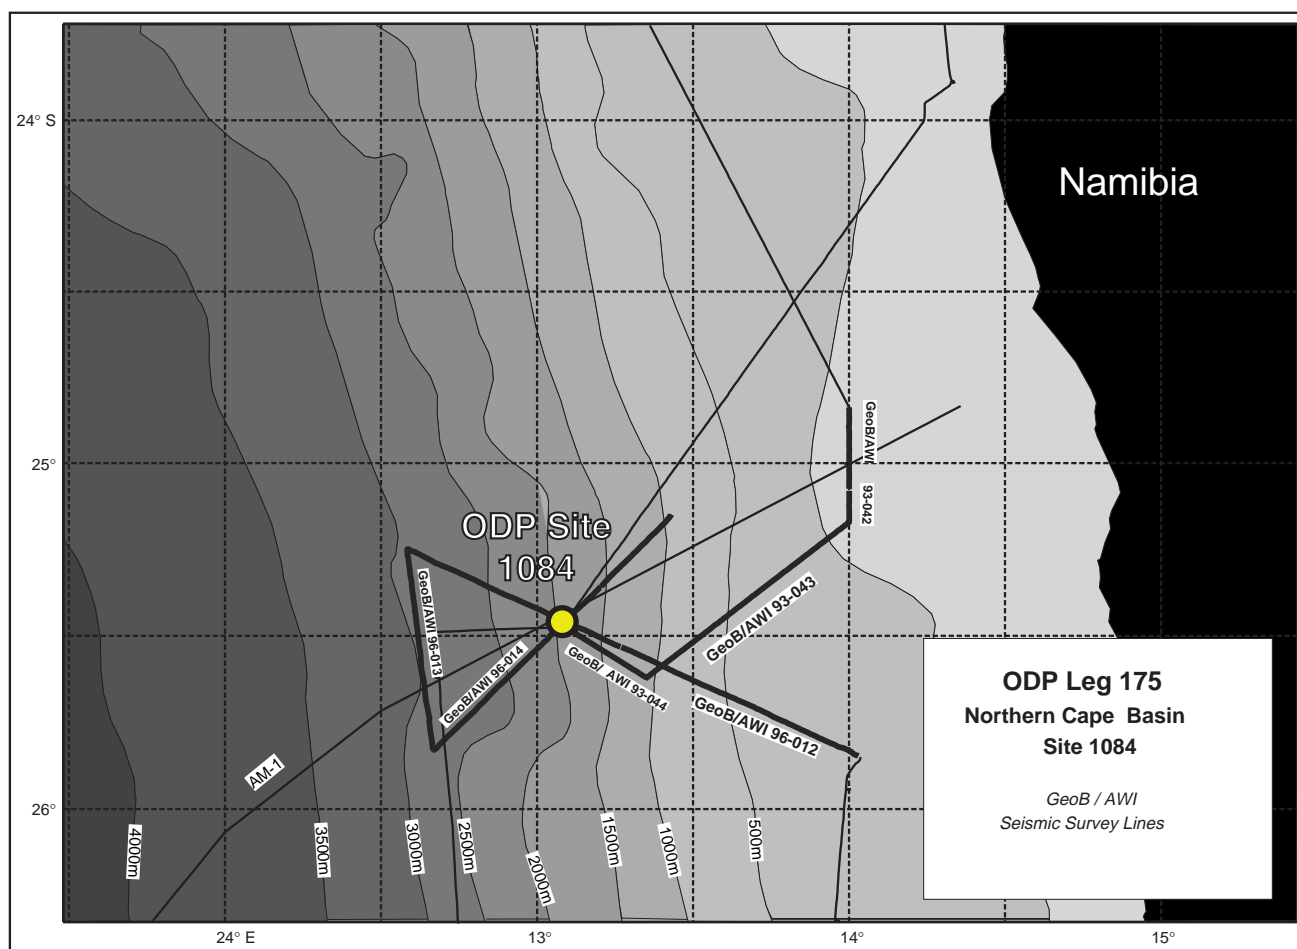 24° S
Namibia
25°
GeoB/AWI
93-042
ODP Site
1084
GeoB/AWI 93-043
GeoB/AWI 96-013
GeoB/AWI 96-014
GeoB/ AWI 93-044
GeoB/AWI 96-012
AM-1
26°
4000m
3500m
3000m
2500m
2000m
1500m
1000m
500m
ODP Leg 175
Northern Cape Basin
Site 1084
GeoB / AWI
Seismic Survey Lines
24° E
13°
14°
15°